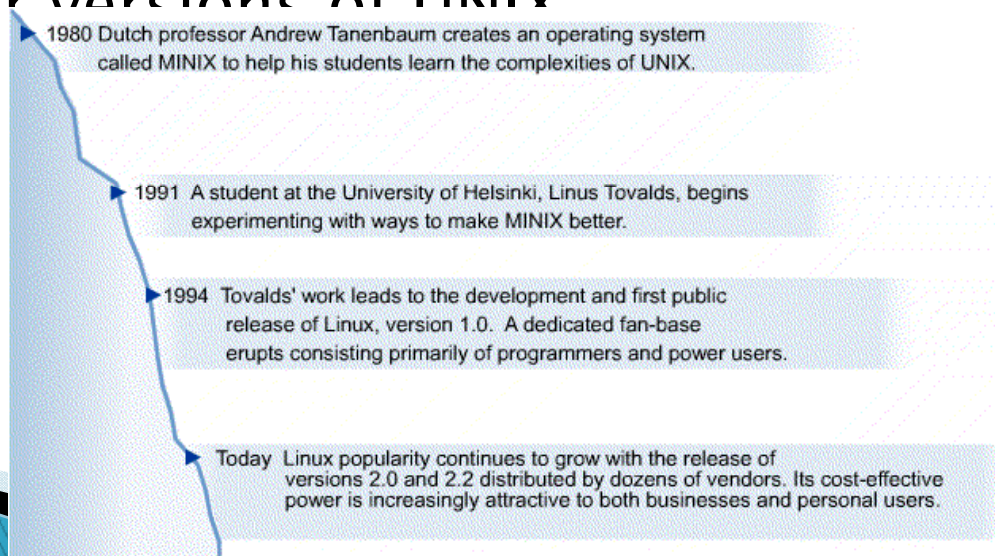 versions of UNIX
1980 Dutch professor Andrew Tanenbaum creates an operating system
called MINIX to help his students learn the complexities of UNIX.
1991 A student at the University of Helsinki, Linus Tovalds, begins
experimenting with ways to make MINIX better.
1994 Tovalds' work leads to the development and first public
release of Linux, version 1.0. A dedicated fan-base
erupts consisting primarily of programmers and power users.
Today Linux popularity continues to grow with the release of
versions 2.0 and 2.2 distributed by dozens of vendors. Its cost-effective
power is increasingly attractive to both businesses and personal users.